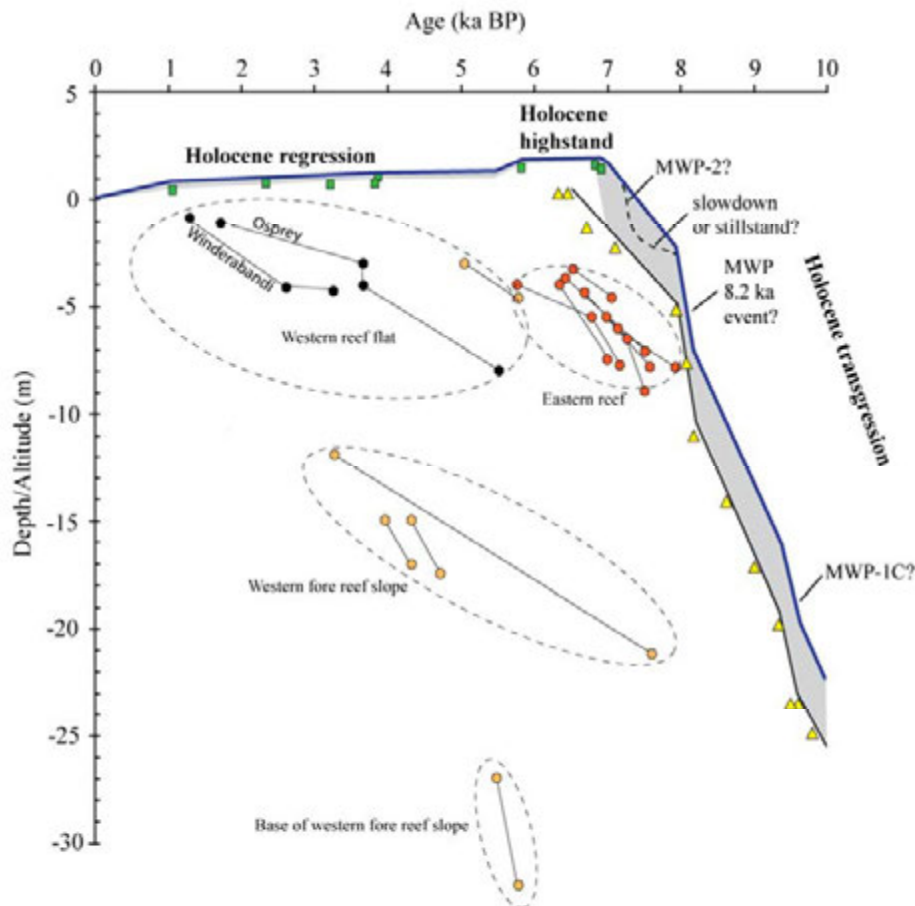 Age (ka BP)
0 1 2 3 4 5 6 7 8 9 10
5
0
-5
-10
-15
-20
-25
-30
Depth/Altitude (m)
Holocene regression
Holocene
highstand
MWP-2?
slowdown
or stillstand?
MWP
8.2 ka
event?
Holocene transgression
MWP-1C?
Osprey
Winderabandi
Western reef flat
Eastern reef
Western fore reef slope
Base of western fore reef slope